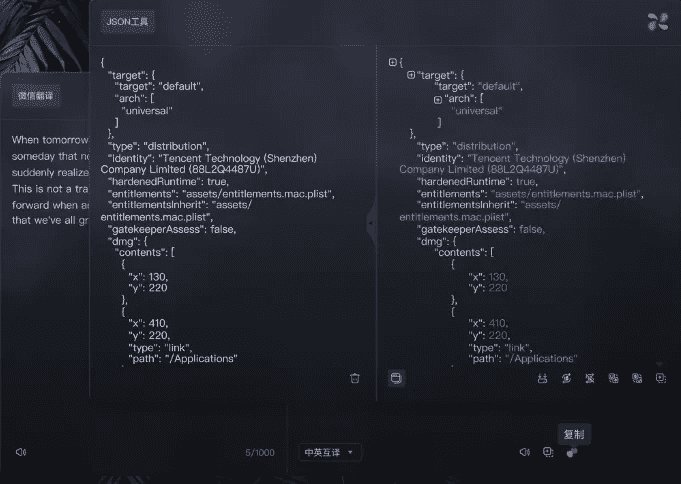 JSON工具
{
"target": {
"target": "default",
"arch": [
"universal"
]
},
"type": "distribution",
"identity": "Tencent Technology (Shenzhen)
Company Limited (88L2Q4487U)",
"hardenedRuntime": true,
"entitlements": "assets/entitlements.mac.plist",
"entitlementsInherit": "assets/
entitlements.mac.plist",
"gatekeeperAssess": false,
"dmg": {
"contents": [
{
"x": 130,
"y": 220
},
{
"x": 410,
"y": 220,
"type": "link",
"path": "/Applications"
{
"target": {
"target": "default",
"arch": [
"universal"
]
},
"type": "distribution",
"identity": "Tencent Technology (Shenzhen)
Company Limited (88L2Q4487U)",
"hardenedRuntime": true,
"entitlements": "assets/entitlements.mac.plist",
"entitlementsInherit": "assets/
entitlements.mac.plist",
"gatekeeperAssess": false,
"dmg": {
"contents": [
{
"x": 130,
"y": 220
},
{
"x": 410,
"y": 220,
"type": "link",
"path": "/Applications"
微信翻译
When tomorrow
someday that
suddenly
This is not a
forward when
that we've all
5/1000
中英互译
复制